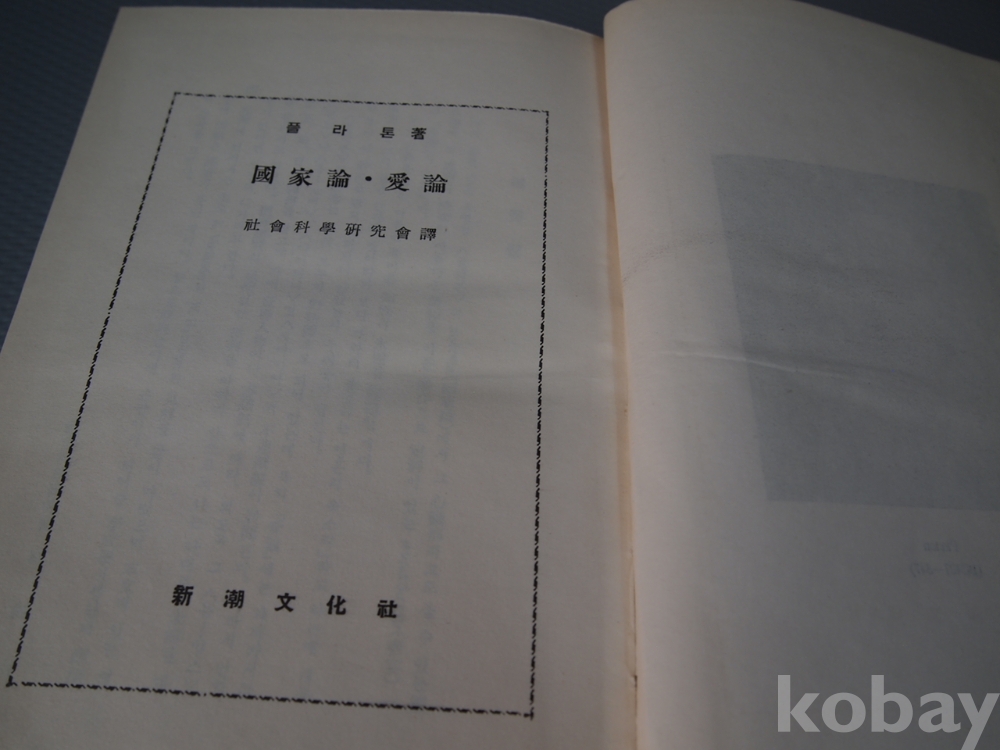 플라톤著
國家論·愛論
社會科學硏究會譯
新潮文化社
kobay